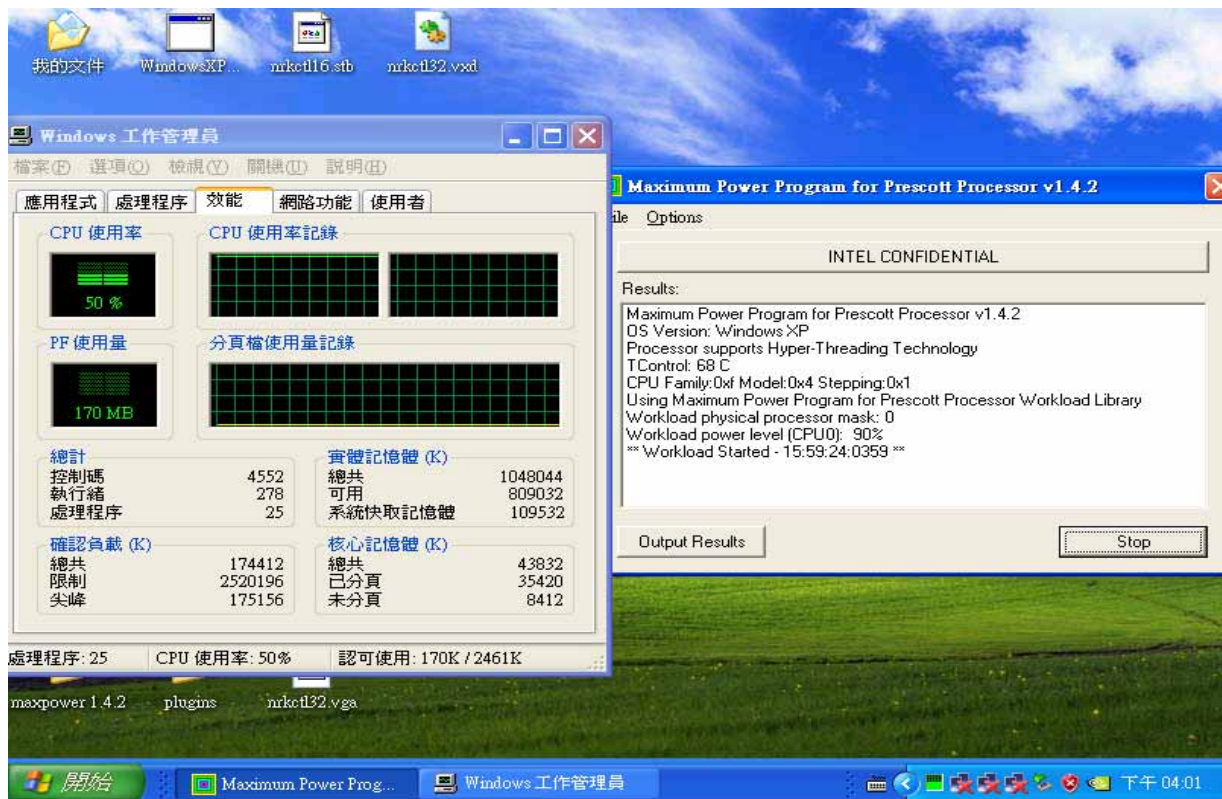 我的文件
WindowsXP...
nrkctl16.stb
nrkctl32.vxd
Windows 工作管理員
檔案(F) 選項(O) 檢視(V) 關機(U) 說明(H)
應用程式 處理程序 效能 網路功能 使用者
CPU 使用率
50 %
CPU 使用率記錄
PF 使用量
170 MB
分頁檔使用量記錄
總計
控制碼 4552
執行緒 278
處理程序 25
實體記憶體 (K)
總共 1048044
可用 809032
系統快取記憶體 109532
確認負載 (K)
總共 174412
限制 2520196
尖峰 175156
核心記憶體 (K)
總共 43832
已分頁 35420
未分頁 8412
處理程序: 25 CPU 使用率: 50% 認可使用: 170K / 2461K
Maximum Power Program for Prescott Processor v1.4.2
ile Options
INTEL CONFIDENTIAL
Results:
Maximum Power Program for Prescott Processor v1.4.2
OS Version: Windows XP
Processor supports Hyper-Threading Technology
TControl: 68 C
CPU Family:0xf Model:0x4 Stepping:0x1
Using Maximum Power Program for Prescott Processor Workload Library
Workload physical processor mask: 0
Workload power level (CPU0): 90%
** Workload Started - 15:59:24:0359 **
Output Results
Stop
maxpower 1.4.2
plugins
nrkctl32.vga
開始
Maximum Power Prog...
Windows 工作管理員
下午 04:01